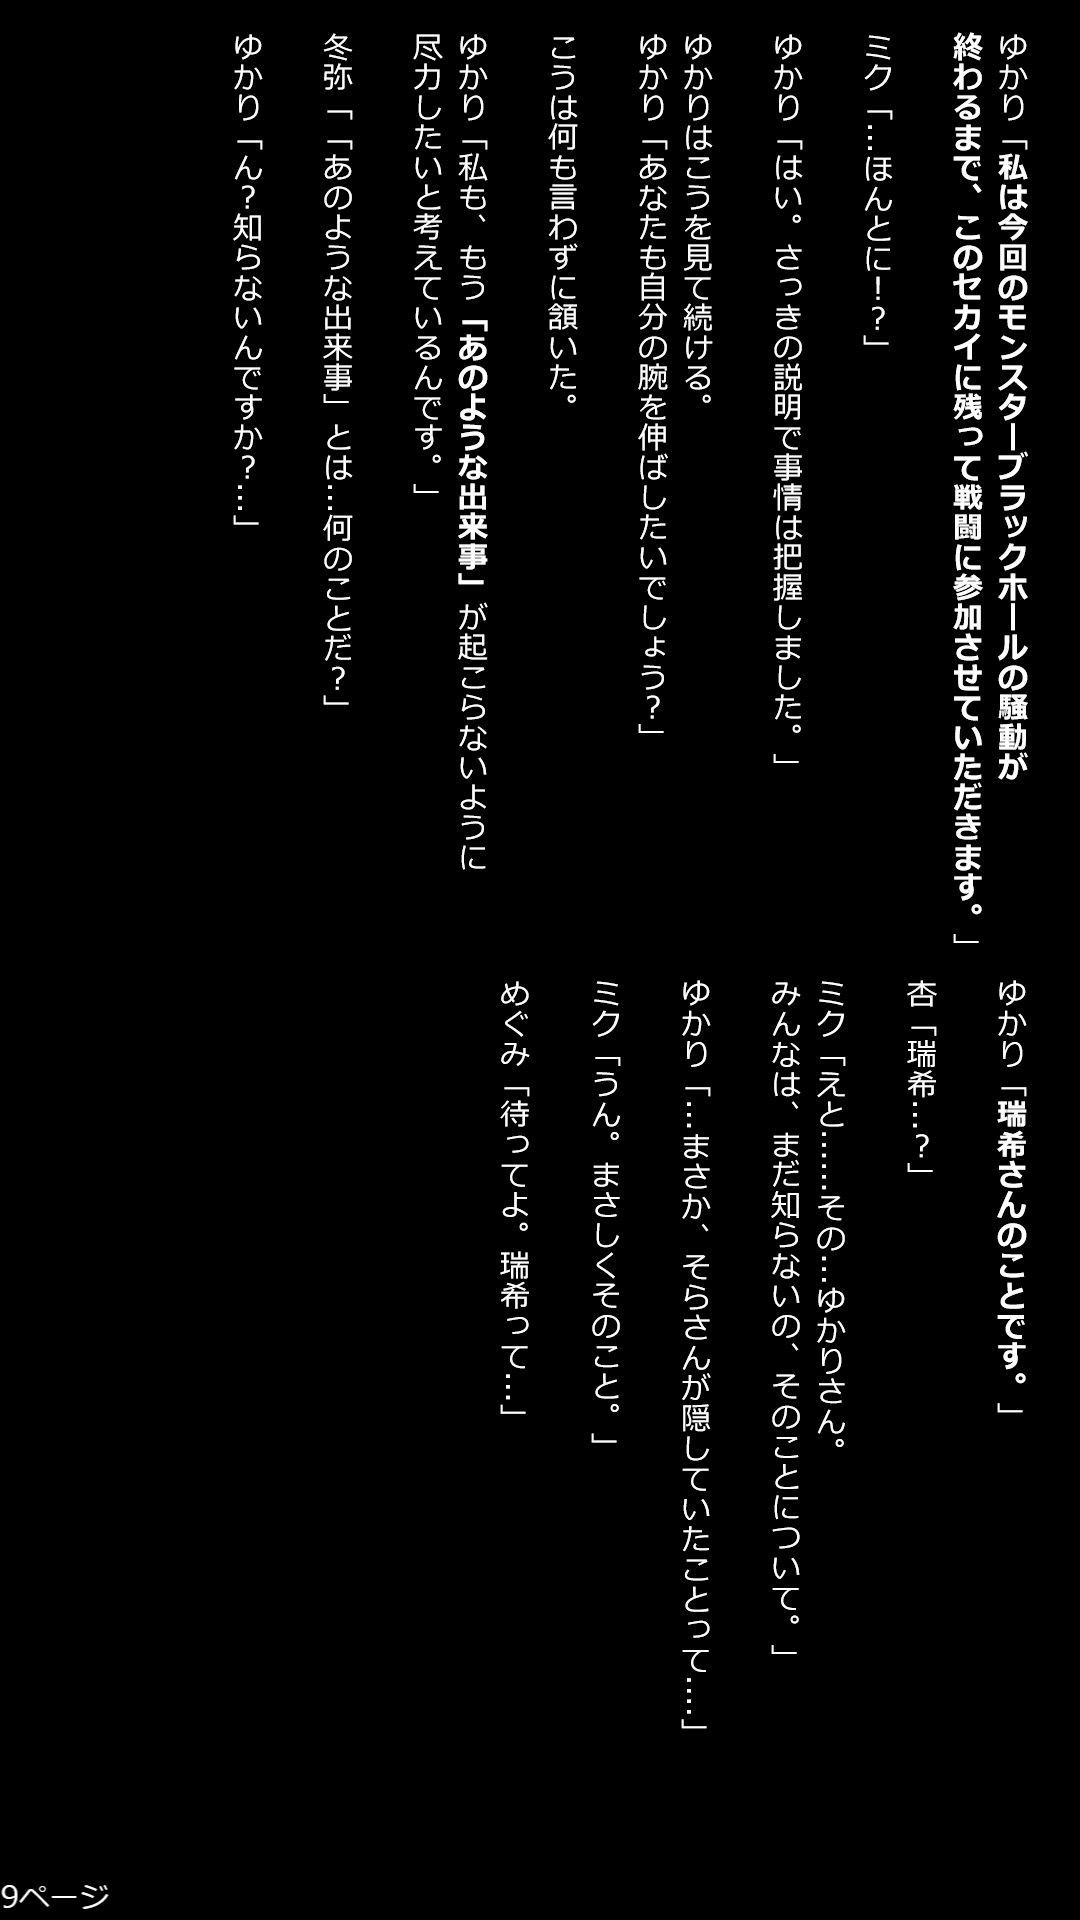 ゆかり「私は今回のモンスターブラックホールの騒動が
終わるまで、このセカイに残って戦闘に参加させていただきます。」
ミク「…ほんとに！？」
ゆかり「はい。さっきの説明で事情は把握しました。」
ゆかりはこうを見て続ける。
ゆかり「あなたも自分の腕を伸ばしたいでしょう？」
こうは何も言わずに頷いた。
ゆかり「私も、もう「あのような出来事」が起こらないように
尽力したいと考えているんです。」
冬弥「「あのような出来事」とは…何のことだ？」
ゆかり「ん？知らないんですか？…」
ゆかり「瑞希さんのことです。」
杏「瑞希…？」
ミク「えと……その…ゆかりさん。
みんなは、まだ知らないの、そのことについて。」
ゆかり「…まさか、そらさんが隠していたことって….」
ミク「うん。まさしくそのこと。」
めぐみ「待ってよ。瑞希って…」
9ページ